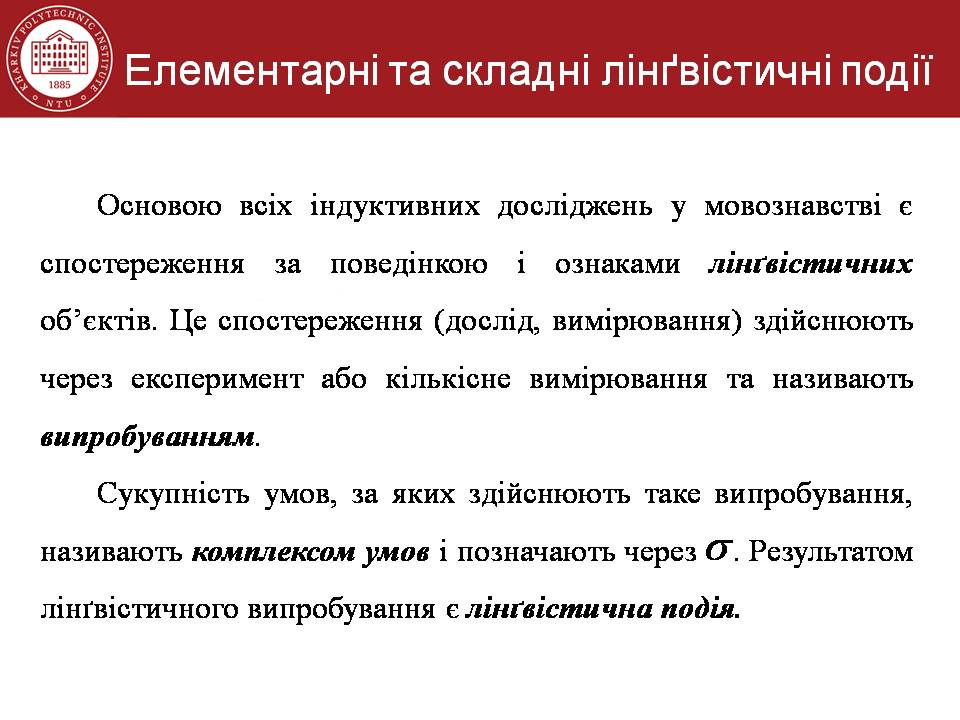 KHARKIV POLYTECHNIC INSTITUTE
1885
NTU
Елементарні та складні лінґвістичні події
Основою всіх індуктивних досліджень у мовознавстві є
спостереження за поведінкою і ознаками лінґвістичних
об’єктів. Це спостереження (дослід, вимірювання) здійснюють
через експеримент або кількісне вимірювання та називають
випробуванням.
Сукупність умов, за яких здійснюють таке випробування,
називають комплексом умов і позначають через σ. Результатом
лінґвістичного випробування є лінґвістична подія.